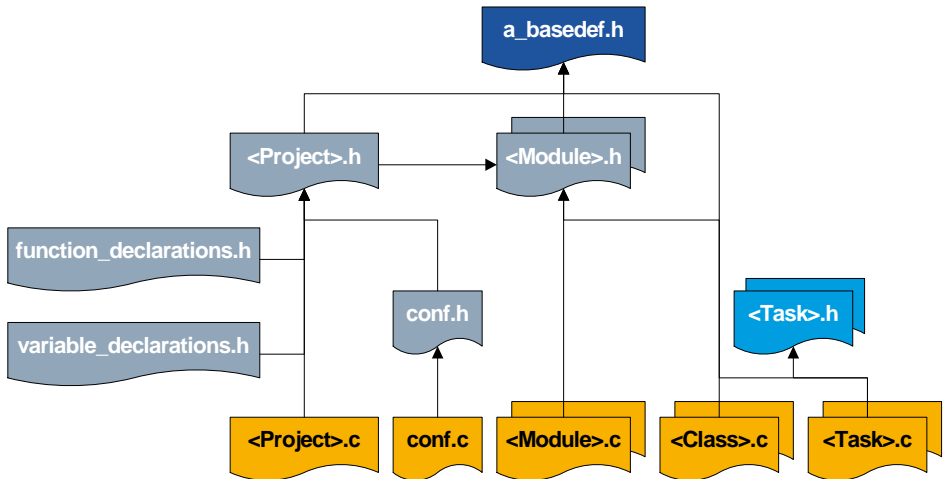 a_basedef.h
<Project>.h
<Module>.h
function_declarations.h
conf.h
<Task>.h
variable_declarations.h
<Project>.c
conf.c
<Module>.c
<Class>.c
<Task>.c